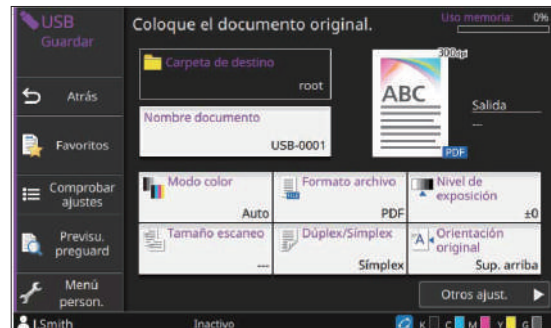 USB
Guardar
Coloque el documento original.
Uso memoria: 0%
Carpeta de destino
root
300dpi
ABC
PDF
Salida
---
Atrás
Nombre documento
USB-0001
Favoritos
Comprobar
ajustes
Modo color
Auto
Formato archivo
PDF
Nivel de
exposición
±0
Previsu.
preguard
Tamaño escaneo
---
Dúplex/Símplex
Símplex
A
Orientación
original
Sup. arriba
Menú
person.
Otros ajust.
J.Smith
Inactivo
K C M Y G